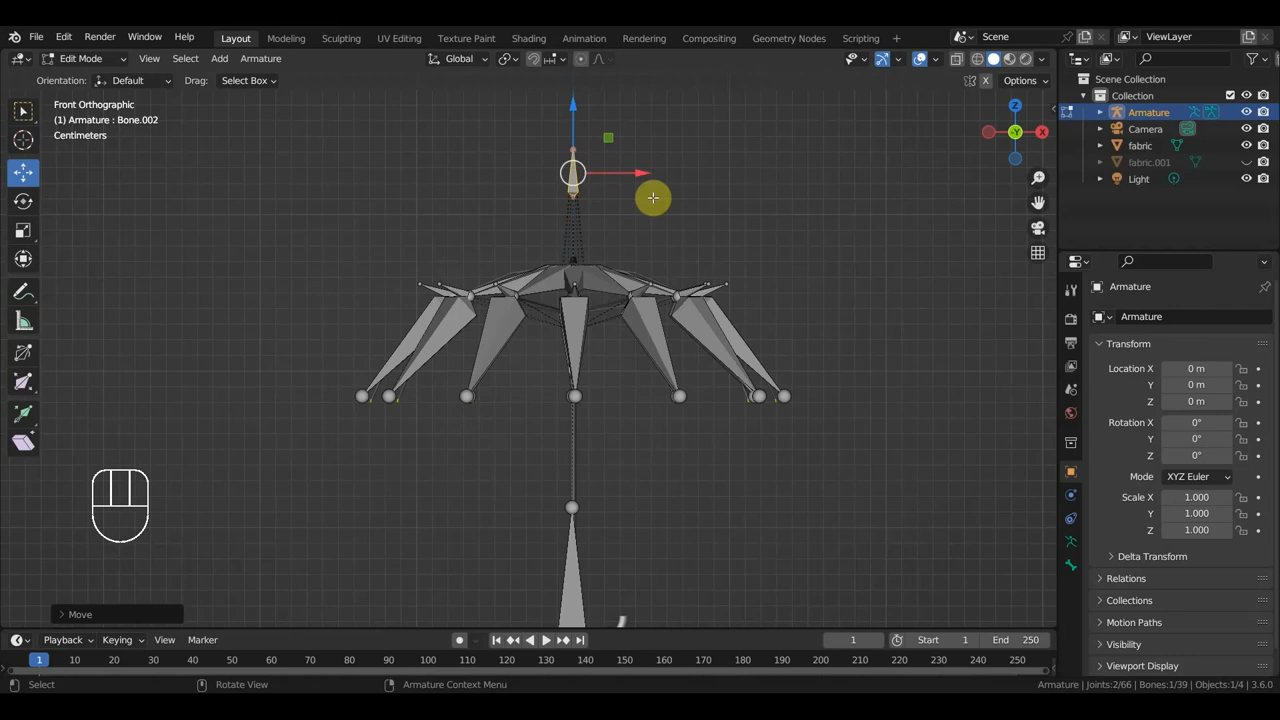 File Edit Render Window Help Layout Modeling Sculpting UV Editing Texture Paint Shading Animation Rendering Compositing Geometry Nodes Scripting + Scene ViewLayer
Edit Mode View Select Add Armature Global
Orientation: Default Drag: Select Box X Options
Front Orthographic
(1) Armature : Bone.002
Centimeters
Z
X
-Y
Scene Collection
Collection
Armature
Camera
fabric
fabric.001
Light
Armature
Armature
Transform
Location X 0 m
Y 0 m
Z 0 m
Rotation X 0°
Y 0°
Z 0°
Mode XYZ Euler
Scale X 1.000
Y 1.000
Z 1.000
Delta Transform
Relations
Collections
Motion Paths
Visibility
Viewport Display
Move
Playback Keying View Marker 1 Start 1 End 250
1 10 20 30 40 50 60 70 80 90 100 110 120 130 140 150 160 170 180 190 200 210 220 230 240 250
Select Rotate View Armature Context Menu Armature | Joints:2/66 | Bones:1/39 | Objects:1/4 | 3.6.0